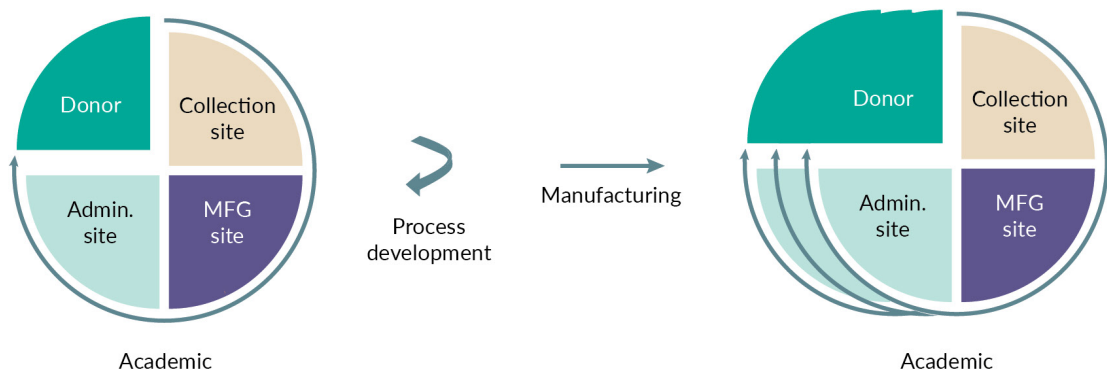 Donor
Collection
site
Admin.
site
MFG
site
Academic
Process
development
Manufacturing
Donor
Collection
site
Admin.
site
MFG
site
Academic